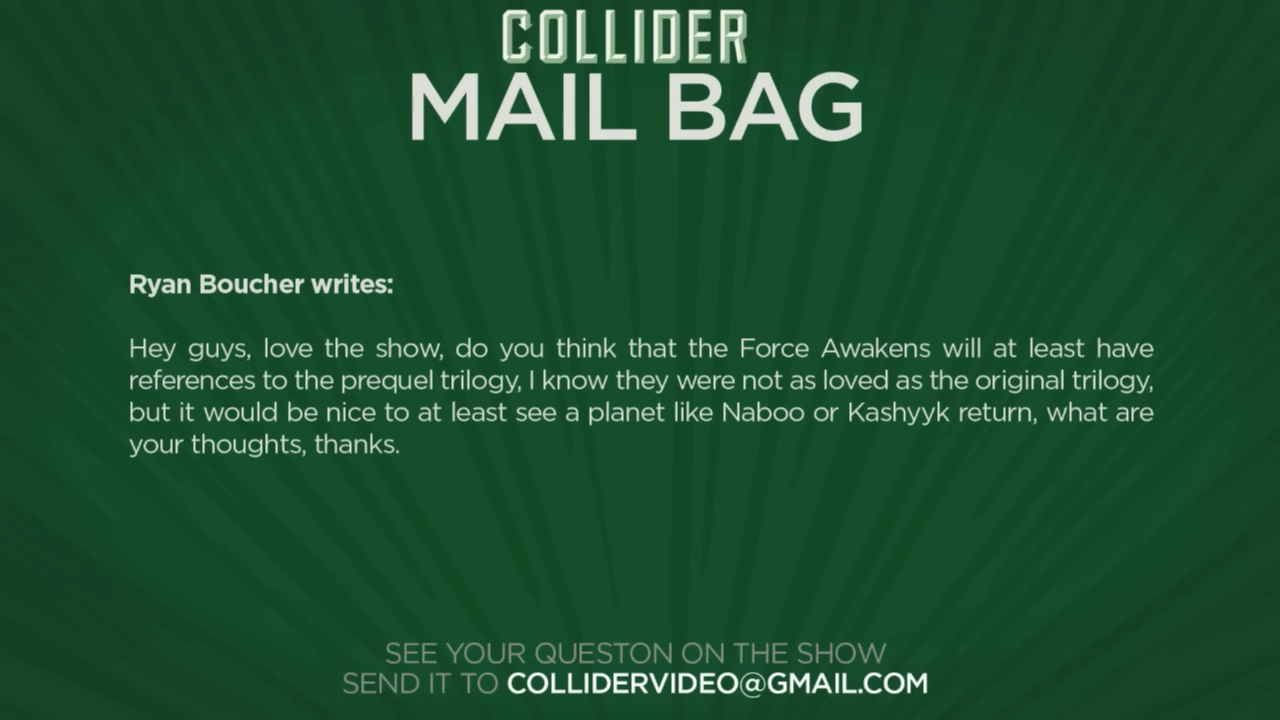 COLLIDER
MAIL BAG
Ryan Boucher writes:
Hey guys, love the show, do you think that the Force Awakens will at least have
references to the prequel trilogy, I know they were not as loved as the original trilogy,
but it would be nice to at least see a planet like Naboo or Kashyyk return, what are
your thoughts, thanks.
SEE YOUR QUESTON ON THE SHOW
SEND IT TO COLLIDERVIDEO@GMAIL.COM